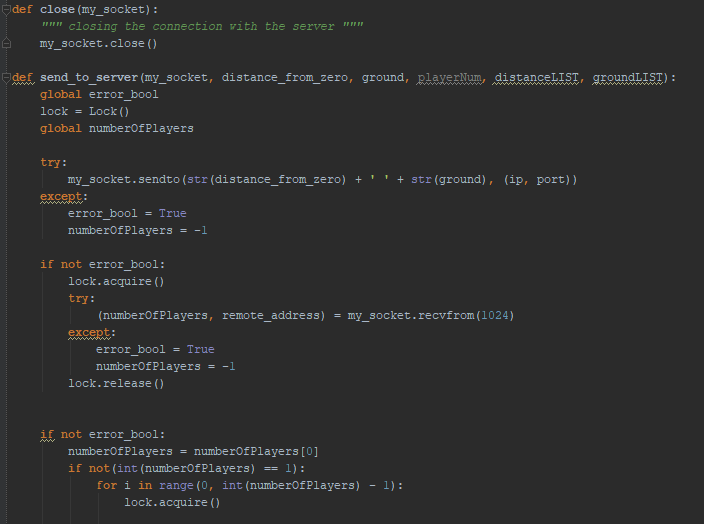 def close(my_socket):
    """ closing the connection with the server """
    my_socket.close()

def send_to_server(my_socket, distance_from_zero, ground, playerNum, distanceLIST, groundLIST):
    global error_bool
    lock = Lock()
    global numberOfPlayers

    try:
        my_socket.sendto(str(distance_from_zero) + ' ' + str(ground), (ip, port))
    except:
        error_bool = True
        numberOfPlayers = -1

    if not error_bool:
        lock.acquire()
        try:
            (numberOfPlayers, remote_address) = my_socket.recvfrom(1024)
        except:
            error_bool = True
            numberOfPlayers = -1
        lock.release()


    if not error_bool:
        numberOfPlayers = numberOfPlayers[0]
        if not(int(numberOfPlayers) == 1):
            for i in range(0, int(numberOfPlayers) - 1):
                lock.acquire()